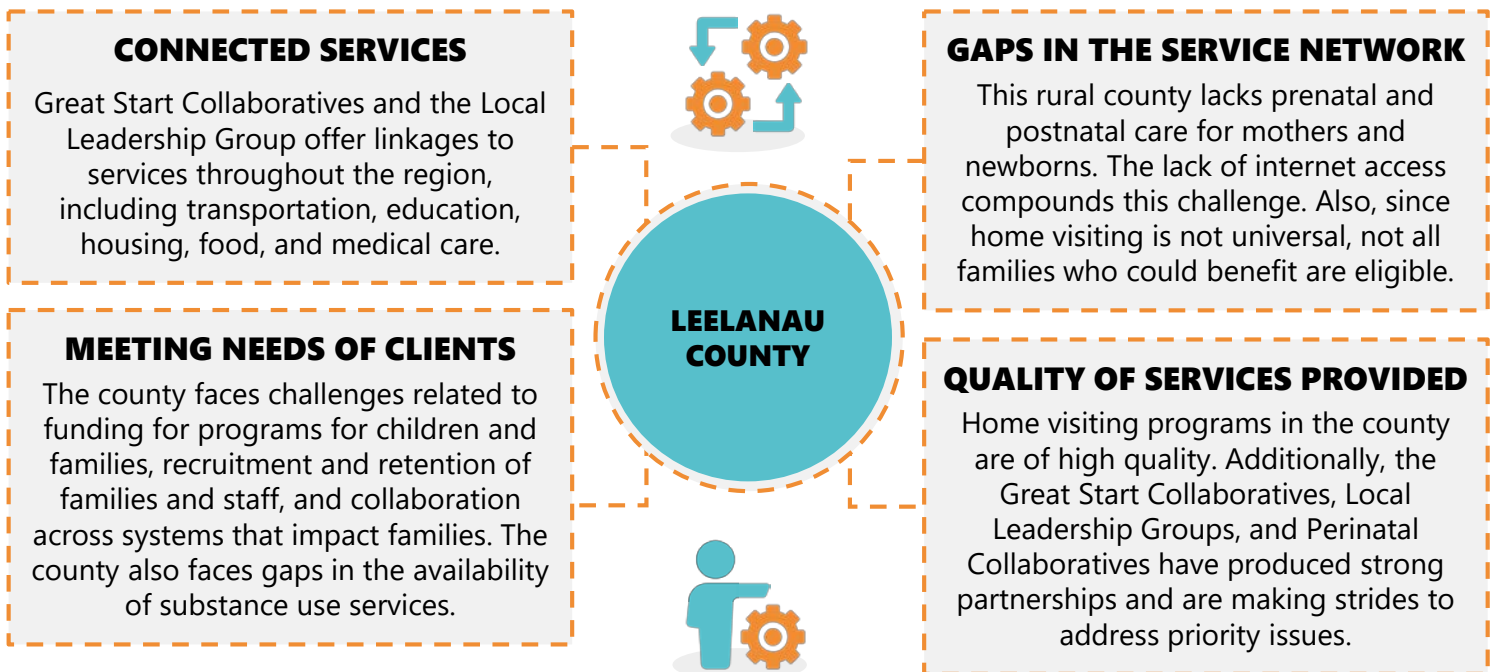 CONNECTED SERVICES
Great Start Collaboratives and the Local
Leadership Group offer linkages to
services throughout the region,
including transportation, education,
housing, food, and medical care.
MEETING NEEDS OF CLIENTS
The county faces challenges related to
funding for programs for children and
families, recruitment and retention of
families and staff, and collaboration
across systems that impact families. The
county also faces gaps in the availability
of substance use services.
LEELANAU
COUNTY
GAPS IN THE SERVICE NETWORK
This rural county lacks prenatal and
postnatal care for mothers and
newborns. The lack of internet access
compounds this challenge. Also, since
home visiting is not universal, not all
families who could benefit are eligible.
QUALITY OF SERVICES PROVIDED
Home visiting programs in the county
are of high quality. Additionally, the
Great Start Collaboratives, Local
Leadership Groups, and Perinatal
Collaboratives have produced strong
partnerships and are making strides to
address priority issues.